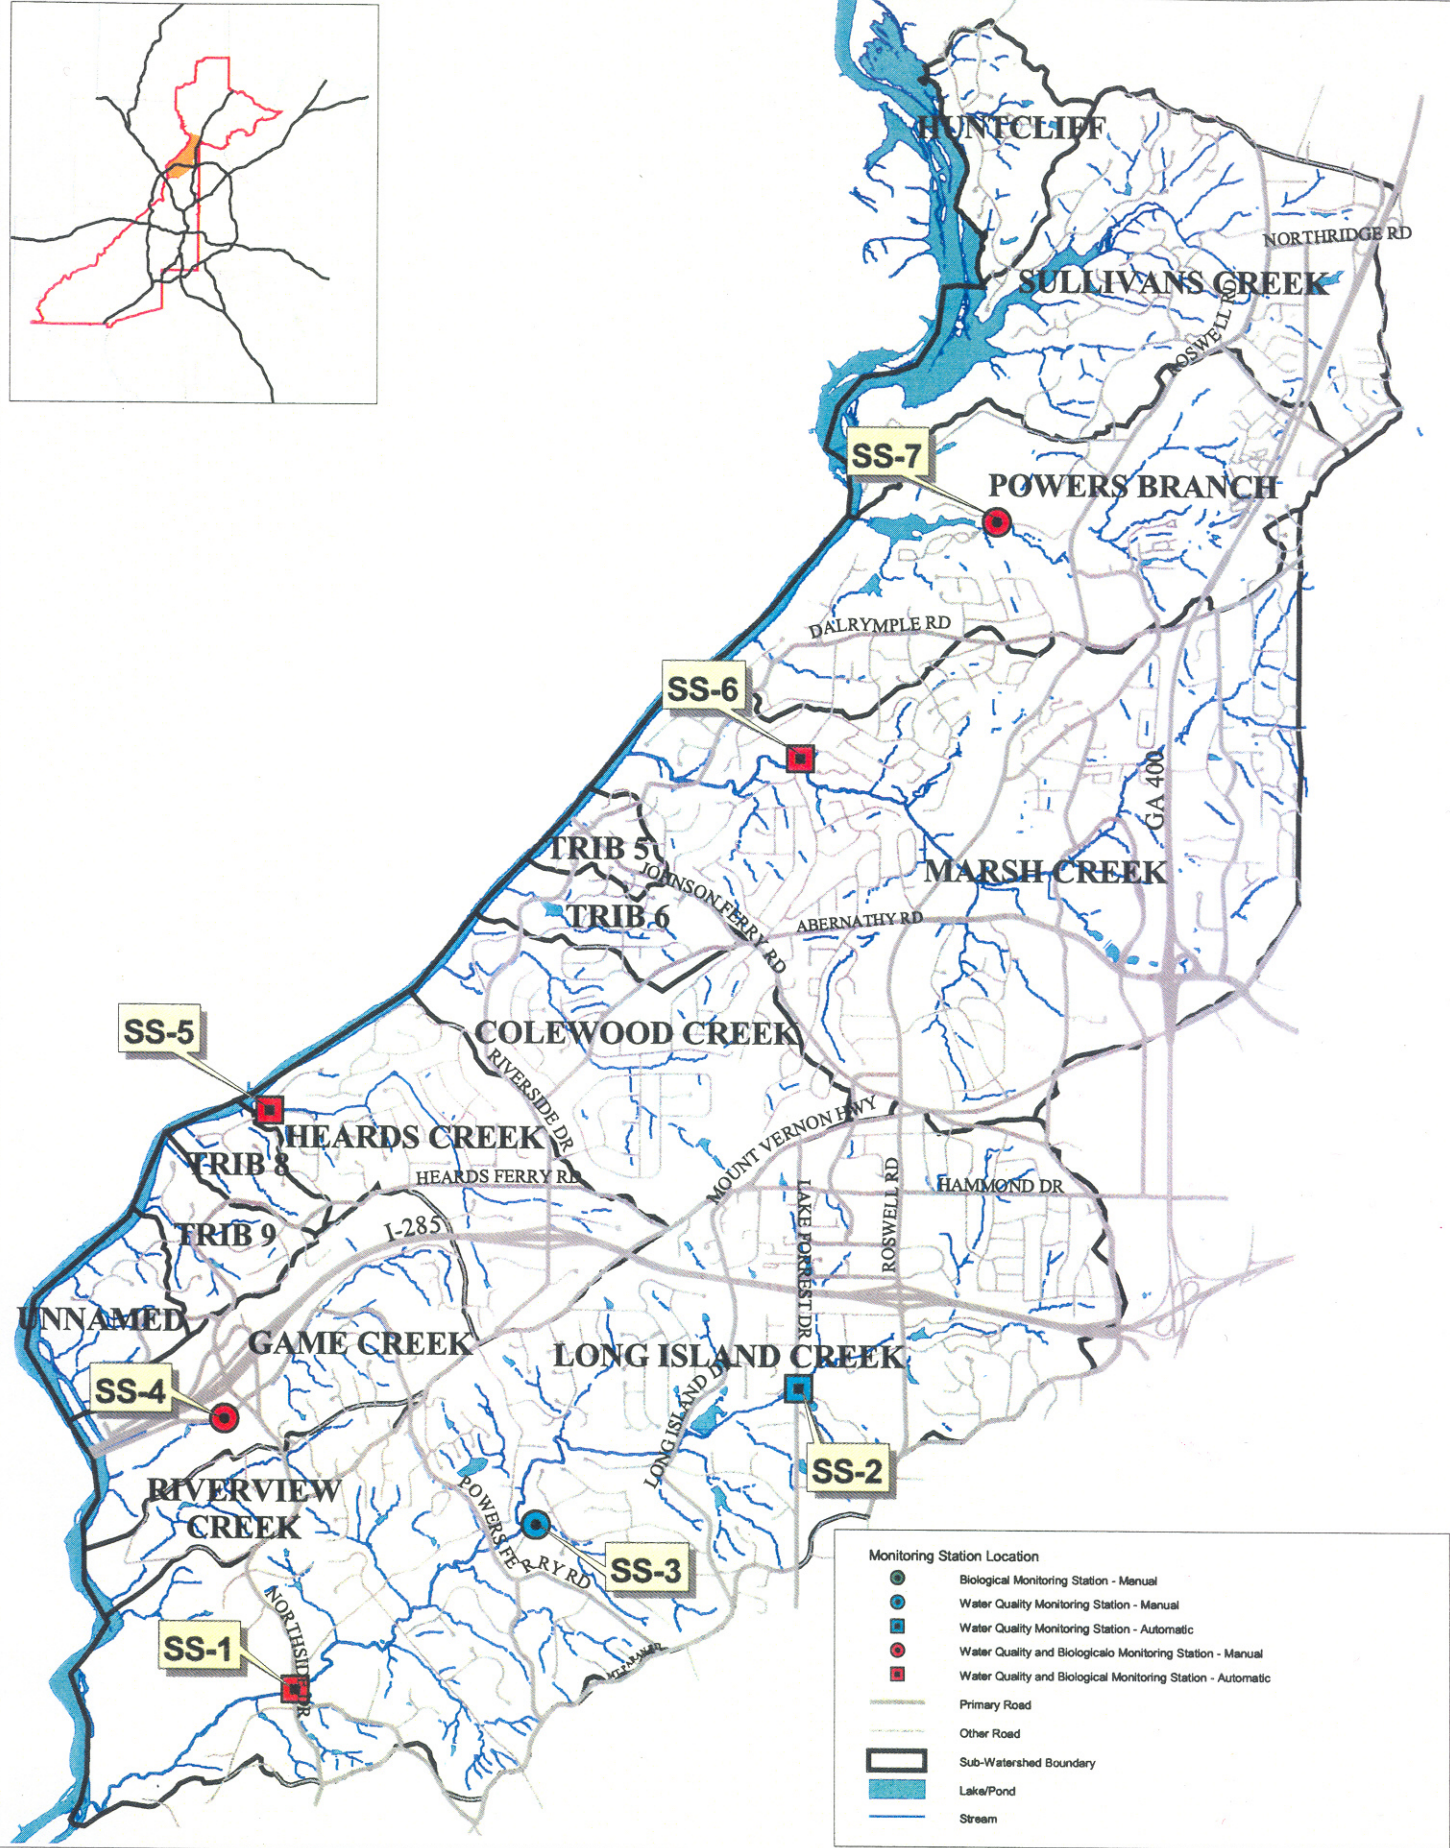 HUNTCLIFF
NORTHRIDGE RD
SULLIVANS CREEK
ROSWELL RD
SS-7
POWERS BRANCH
DALRYMPLE RD
SS-6
GA 400
TRIB 5
JOHNSON FERRY RD
MARSH CREEK
TRIB 6
ABERNATHY RD
SS-5
COLEWOOD CREEK
RIVERSIDE DR
MOUNT VERNON HWY
HEARDS CREEK
TRIB 8
HEARDS FERRY RD
LAKE FORREST DR
ROSWELL RD
HAMMOND DR
TRIB 9
I-285
UNNAMED
GAME CREEK
LONG ISLAND CREEK
SS-4
LONG ISLAND DR
SS-2
RIVERVIEW
CREEK
POWERS FERRY RD
SS-3
NORTHSIDE DR
SS-1
MT PARAN RD
Monitoring Station Location
Biological Monitoring Station - Manual
Water Quality Monitoring Station - Manual
Water Quality Monitoring Station - Automatic
Water Quality and Biologicalo Monitoring Station - Manual
Water Quality and Biological Monitoring Station - Automatic
Primary Road
Other Road
Sub-Watershed Boundary
Lake/Pond
Stream